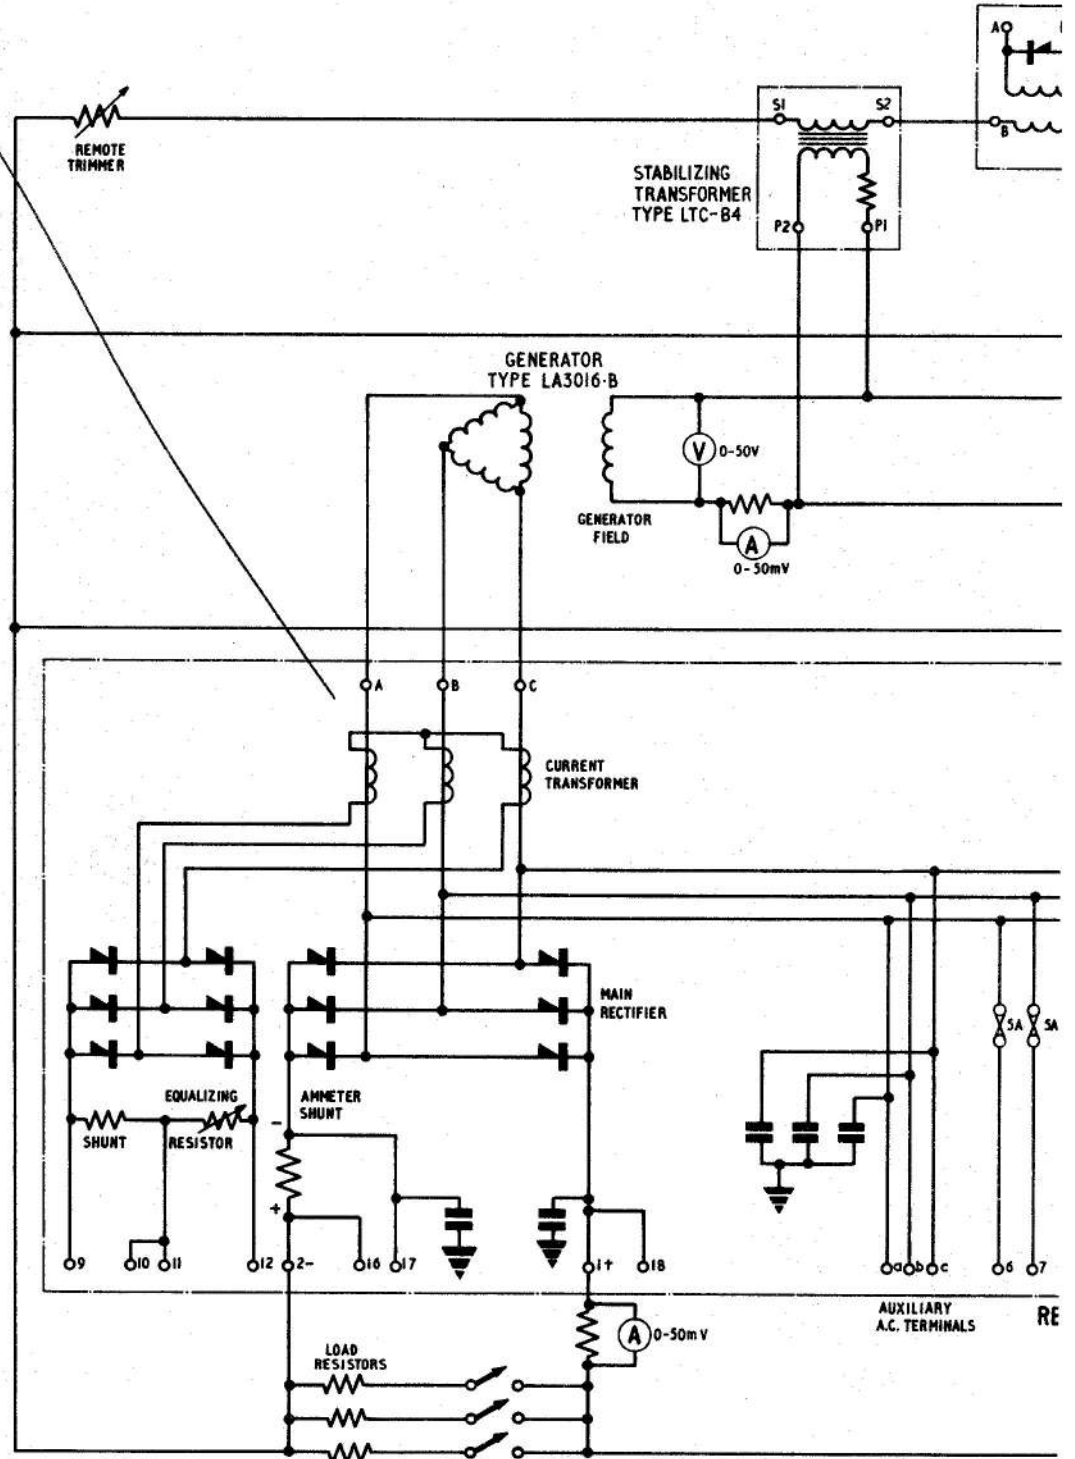 A
S1
S2
B
REMOTE
TRIMMER
STABILIZING
TRANSFORMER
TYPE LTC-B4
P2
P1
GENERATOR
TYPE LA3016·B
V
0-50V
GENERATOR
FIELD
A
0-50mV
A
B
C
CURRENT
TRANSFORMER
MAIN
RECTIFIER
5A
5A
EQUALIZING
AMMETER
SHUNT
-
SHUNT
RESISTOR
+
9
10
11
12
2-
16
17
1+
18
a
b
c
6
7
AUXILIARY
A.C. TERMINALS
RE
A
0-50mV
LOAD
RESISTORS